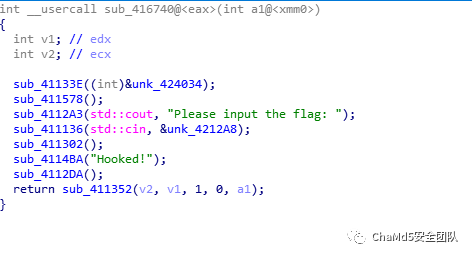 int __usercall sub_416740@<eax>(int a1@<xmm0>)
{
int v1; // edx
int v2; // ecx
sub_41133E((int)&unk_424034);
sub_411578();
sub_4112A3(std::cout, "Please input the flag: ");
sub_411136(std::cin, &unk_4212A8);
sub_411302();
sub_4114BA("Hooked!");
sub_4112DA();
return sub_411352(v2, v1, 1, 0, a1);
}
ChaMd5安全团队